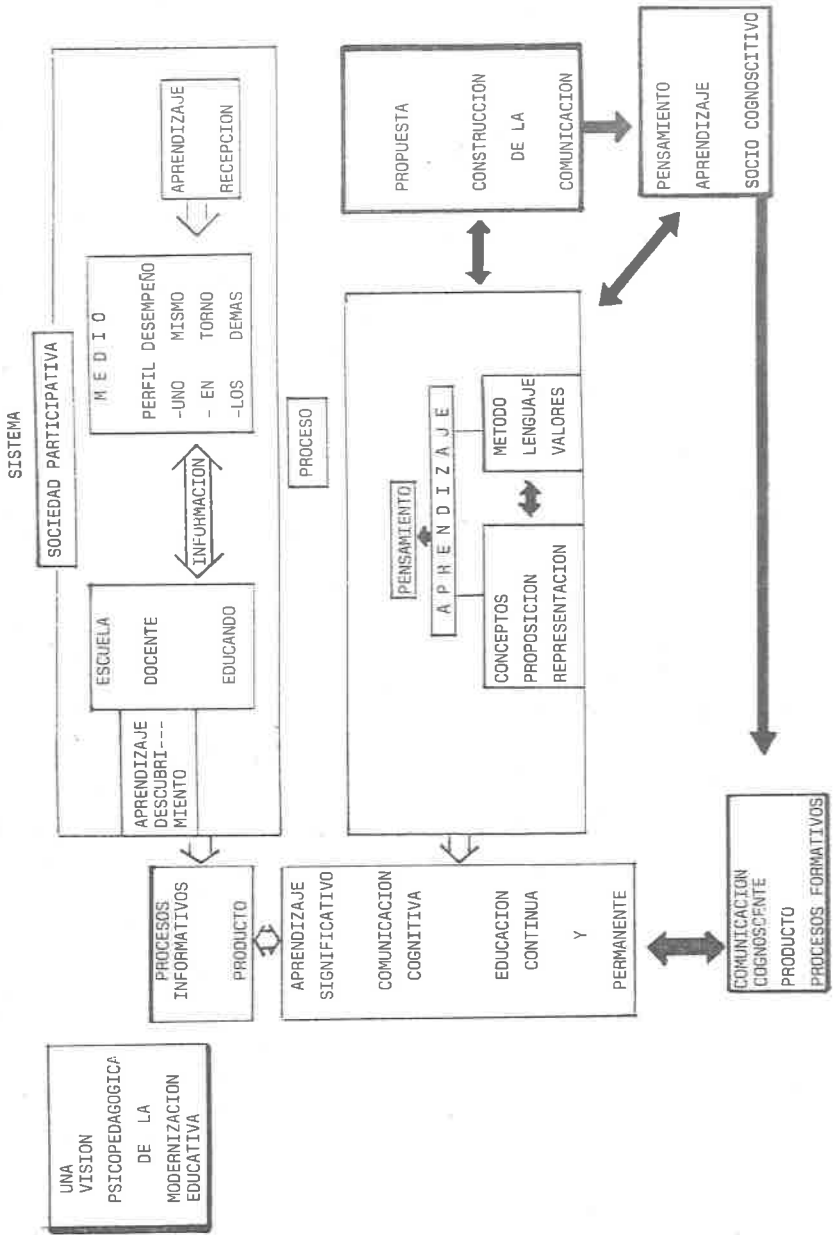 UNA
VISION
PSICOPEDAGOGICA
DE LA
MODERNIZACION
EDUCATIVA
SISTEMA
SOCIEDAD PARTICIPATIVA
PROCESOS
INFORMATIVOS
PRODUCTO
APRENDIZAJE
DESCUBRI---
MIENTO
ESCUELA
DOCENTE
EDUCANDO
INFORMACION
M E D I O
PERFIL DESEMPEÑO
-UNO MISMO
- EN TORNO
-LOS DEMAS
APRENDIZAJE
RECEPCION
PROCESO
APRENDIZAJE
SIGNIFICATIVO
COMUNICACION
COGNITIVA
EDUCACION
CONTINUA
Y
PERMANENTE
PENSAMIENTO
A P R E N D I Z A J E
CONCEPTOS
PROPOSICION
REPRESENTACION
METODO
LENGUAJE
VALORES
PROPUESTA
CONSTRUCCION
DE LA
COMUNICACION
COMUNICACION
COGNOSCENTE
PRODUCTO
PROCESOS FORMATIVOS
PENSAMIENTO
APRENDIZAJE
SOCIO COGNOSCITIVO